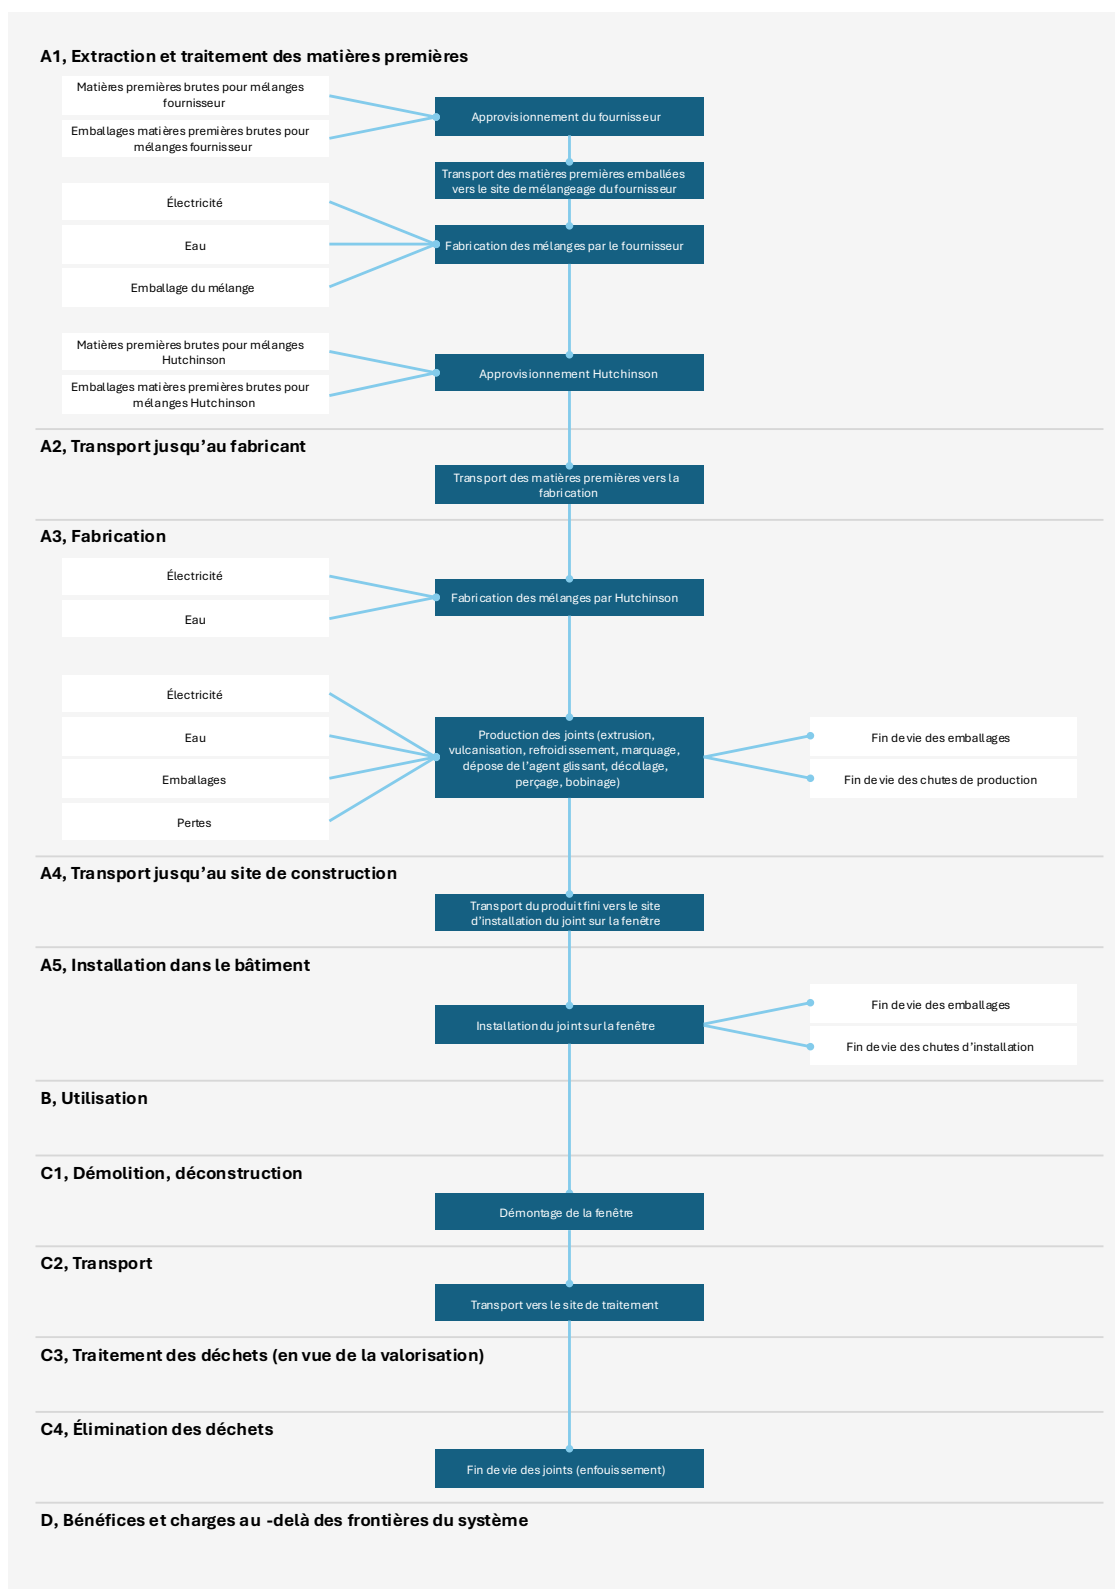 A1, Extraction et traitement des matières premières
Matières premières brutes pour mélanges
fournisseur
Emballages matières premières brutes pour
mélanges fournisseur
Approvisionnement du fournisseur
Transport des matières premières emballées
vers le site de mélangeage du fournisseur
Électricité
Eau
Emballage du mélange
Fabrication des mélanges par le fournisseur
Matières premières brutes pour mélanges
Hutchinson
Emballages matières premières brutes pour
mélanges Hutchinson
Approvisionnement Hutchinson
A2, Transport jusqu’au fabricant
Transport des matières premières vers la
fabrication
A3, Fabrication
Électricité
Eau
Fabrication des mélanges par Hutchinson
Électricité
Eau
Emballages
Pertes
Production des joints (extrusion,
vulcanisation, refroidissement, marquage,
dépose de l’agent glissant, décollage,
perçage, bobinage)
Fin de vie des emballages
Fin de vie des chutes de production
A4, Transport jusqu’au site de construction
Transport du produit fini vers le site
d’installation du joint sur la fenêtre
A5, Installation dans le bâtiment
Installation du joint sur la fenêtre
Fin de vie des emballages
Fin de vie des chutes d’installation
B, Utilisation
C1, Démolition, déconstruction
Démontage de la fenêtre
C2, Transport
Transport vers le site de traitement
C3, Traitement des déchets (en vue de la valorisation)
C4, Élimination des déchets
Fin de vie des joints (enfouissement)
D, Bénéfices et charges au -delà des frontières du système